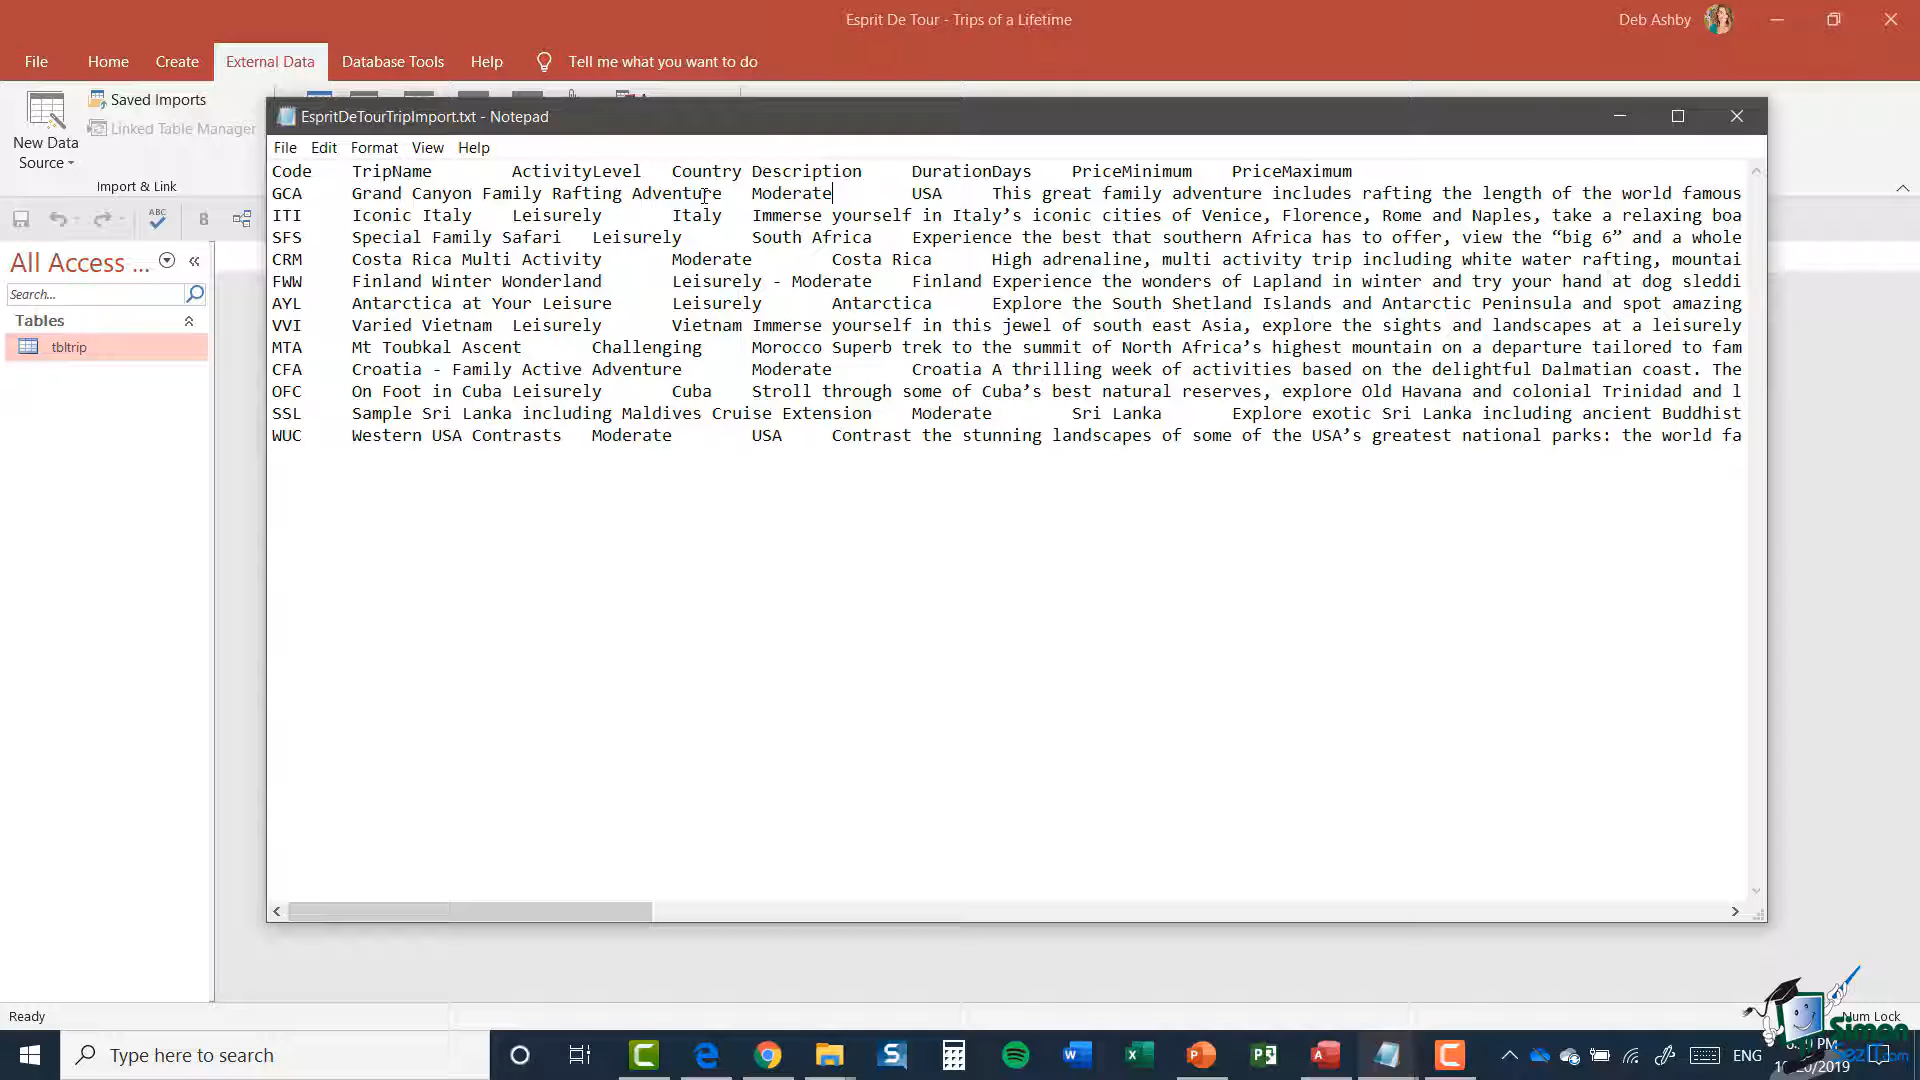 Esprit De Tour - Trips of a Lifetime
Deb Ashby
File Home Create External Data Database Tools Help Tell me what you want to do
Saved Imports
Linked Table Manager
New Data
Source
Import & Link
EspritDeTourTripImport.txt - Notepad
File Edit Format View Help
Code TripName ActivityLevel Country Description DurationDays PriceMinimum PriceMaximum
GCA Grand Canyon Family Rafting Adventure Moderate USA This great family adventure includes rafting the length of the world famous
ITI Iconic Italy Leisurely Italy Immerse yourself in Italy’s iconic cities of Venice, Florence, Rome and Naples, take a relaxing boa
SFS Special Family Safari Leisurely South Africa Experience the best that southern Africa has to offer, view the “big 6” and a whole
CRM Costa Rica Multi Activity Moderate Costa Rica High adrenaline, multi activity trip including white water rafting, mountai
FWW Finland Winter Wonderland Leisurely - Moderate Finland Experience the wonders of Lapland in winter and try your hand at dog sleddi
AYL Antarctica at Your Leisure Leisurely Antarctica Explore the South Shetland Islands and Antarctic Peninsula and spot amazing
VVI Varied Vietnam Leisurely Vietnam Immerse yourself in this jewel of south east Asia, explore the sights and landscapes at a leisurely
MTA Mt Toubkal Ascent Challenging Morocco Superb trek to the summit of North Africa’s highest mountain on a departure tailored to fam
CFA Croatia - Family Active Adventure Moderate Croatia A thrilling week of activities based on the delightful Dalmatian coast. The
OFC On Foot in Cuba Leisurely Cuba Stroll through some of Cuba’s best natural reserves, explore Old Havana and colonial Trinidad and l
SSL Sample Sri Lanka including Maldives Cruise Extension Moderate Sri Lanka Explore exotic Sri Lanka including ancient Buddhist
WUC Western USA Contrasts Moderate USA Contrast the stunning landscapes of some of the USA’s greatest national parks: the world fa
All Access ...
Search...
Tables
tbltrip
Ready
Num Lock
Type here to search
ENG
PM
Simon
SezIT.com